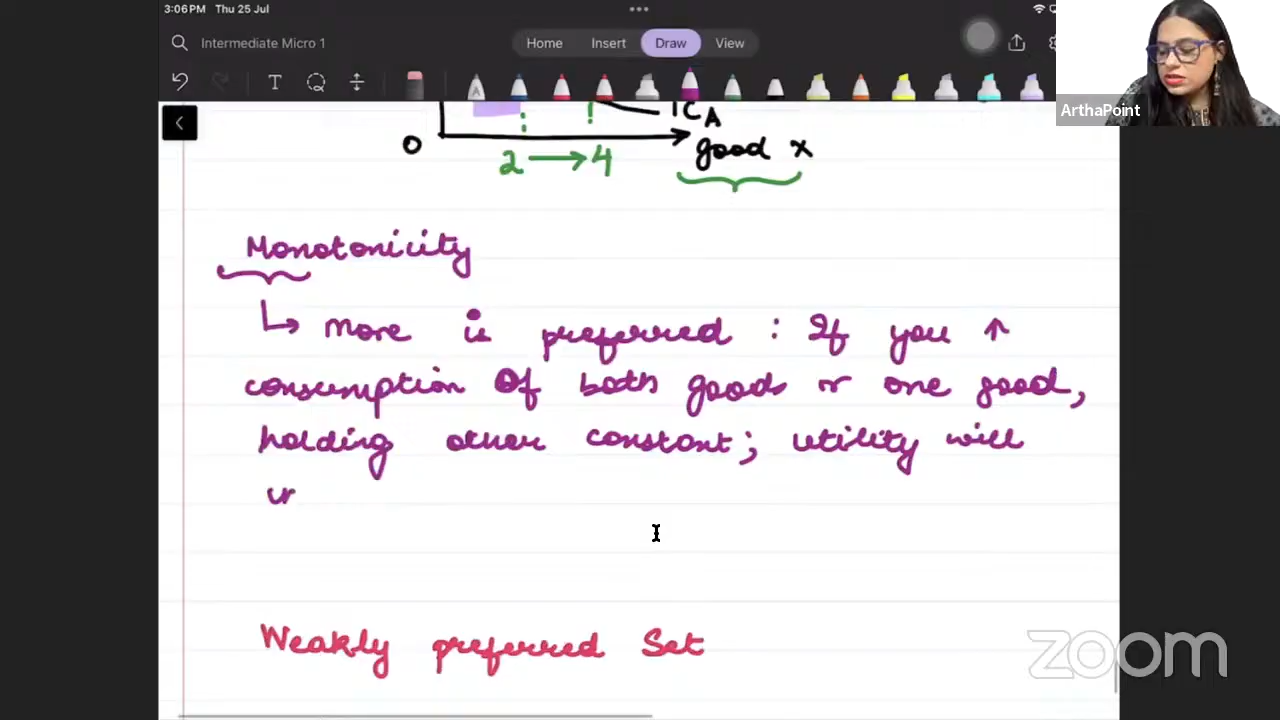 3:06 PM Thu 25 Jul
Intermediate Micro 1
Home Insert Draw View
ArthaPoint
IC A
0
2 → 4
good x
Monotonicity
↳ More is preferred : If you ↑
consumption of both goods or one good,
holding other constant; utility will
Weakly preferred Set
zoom